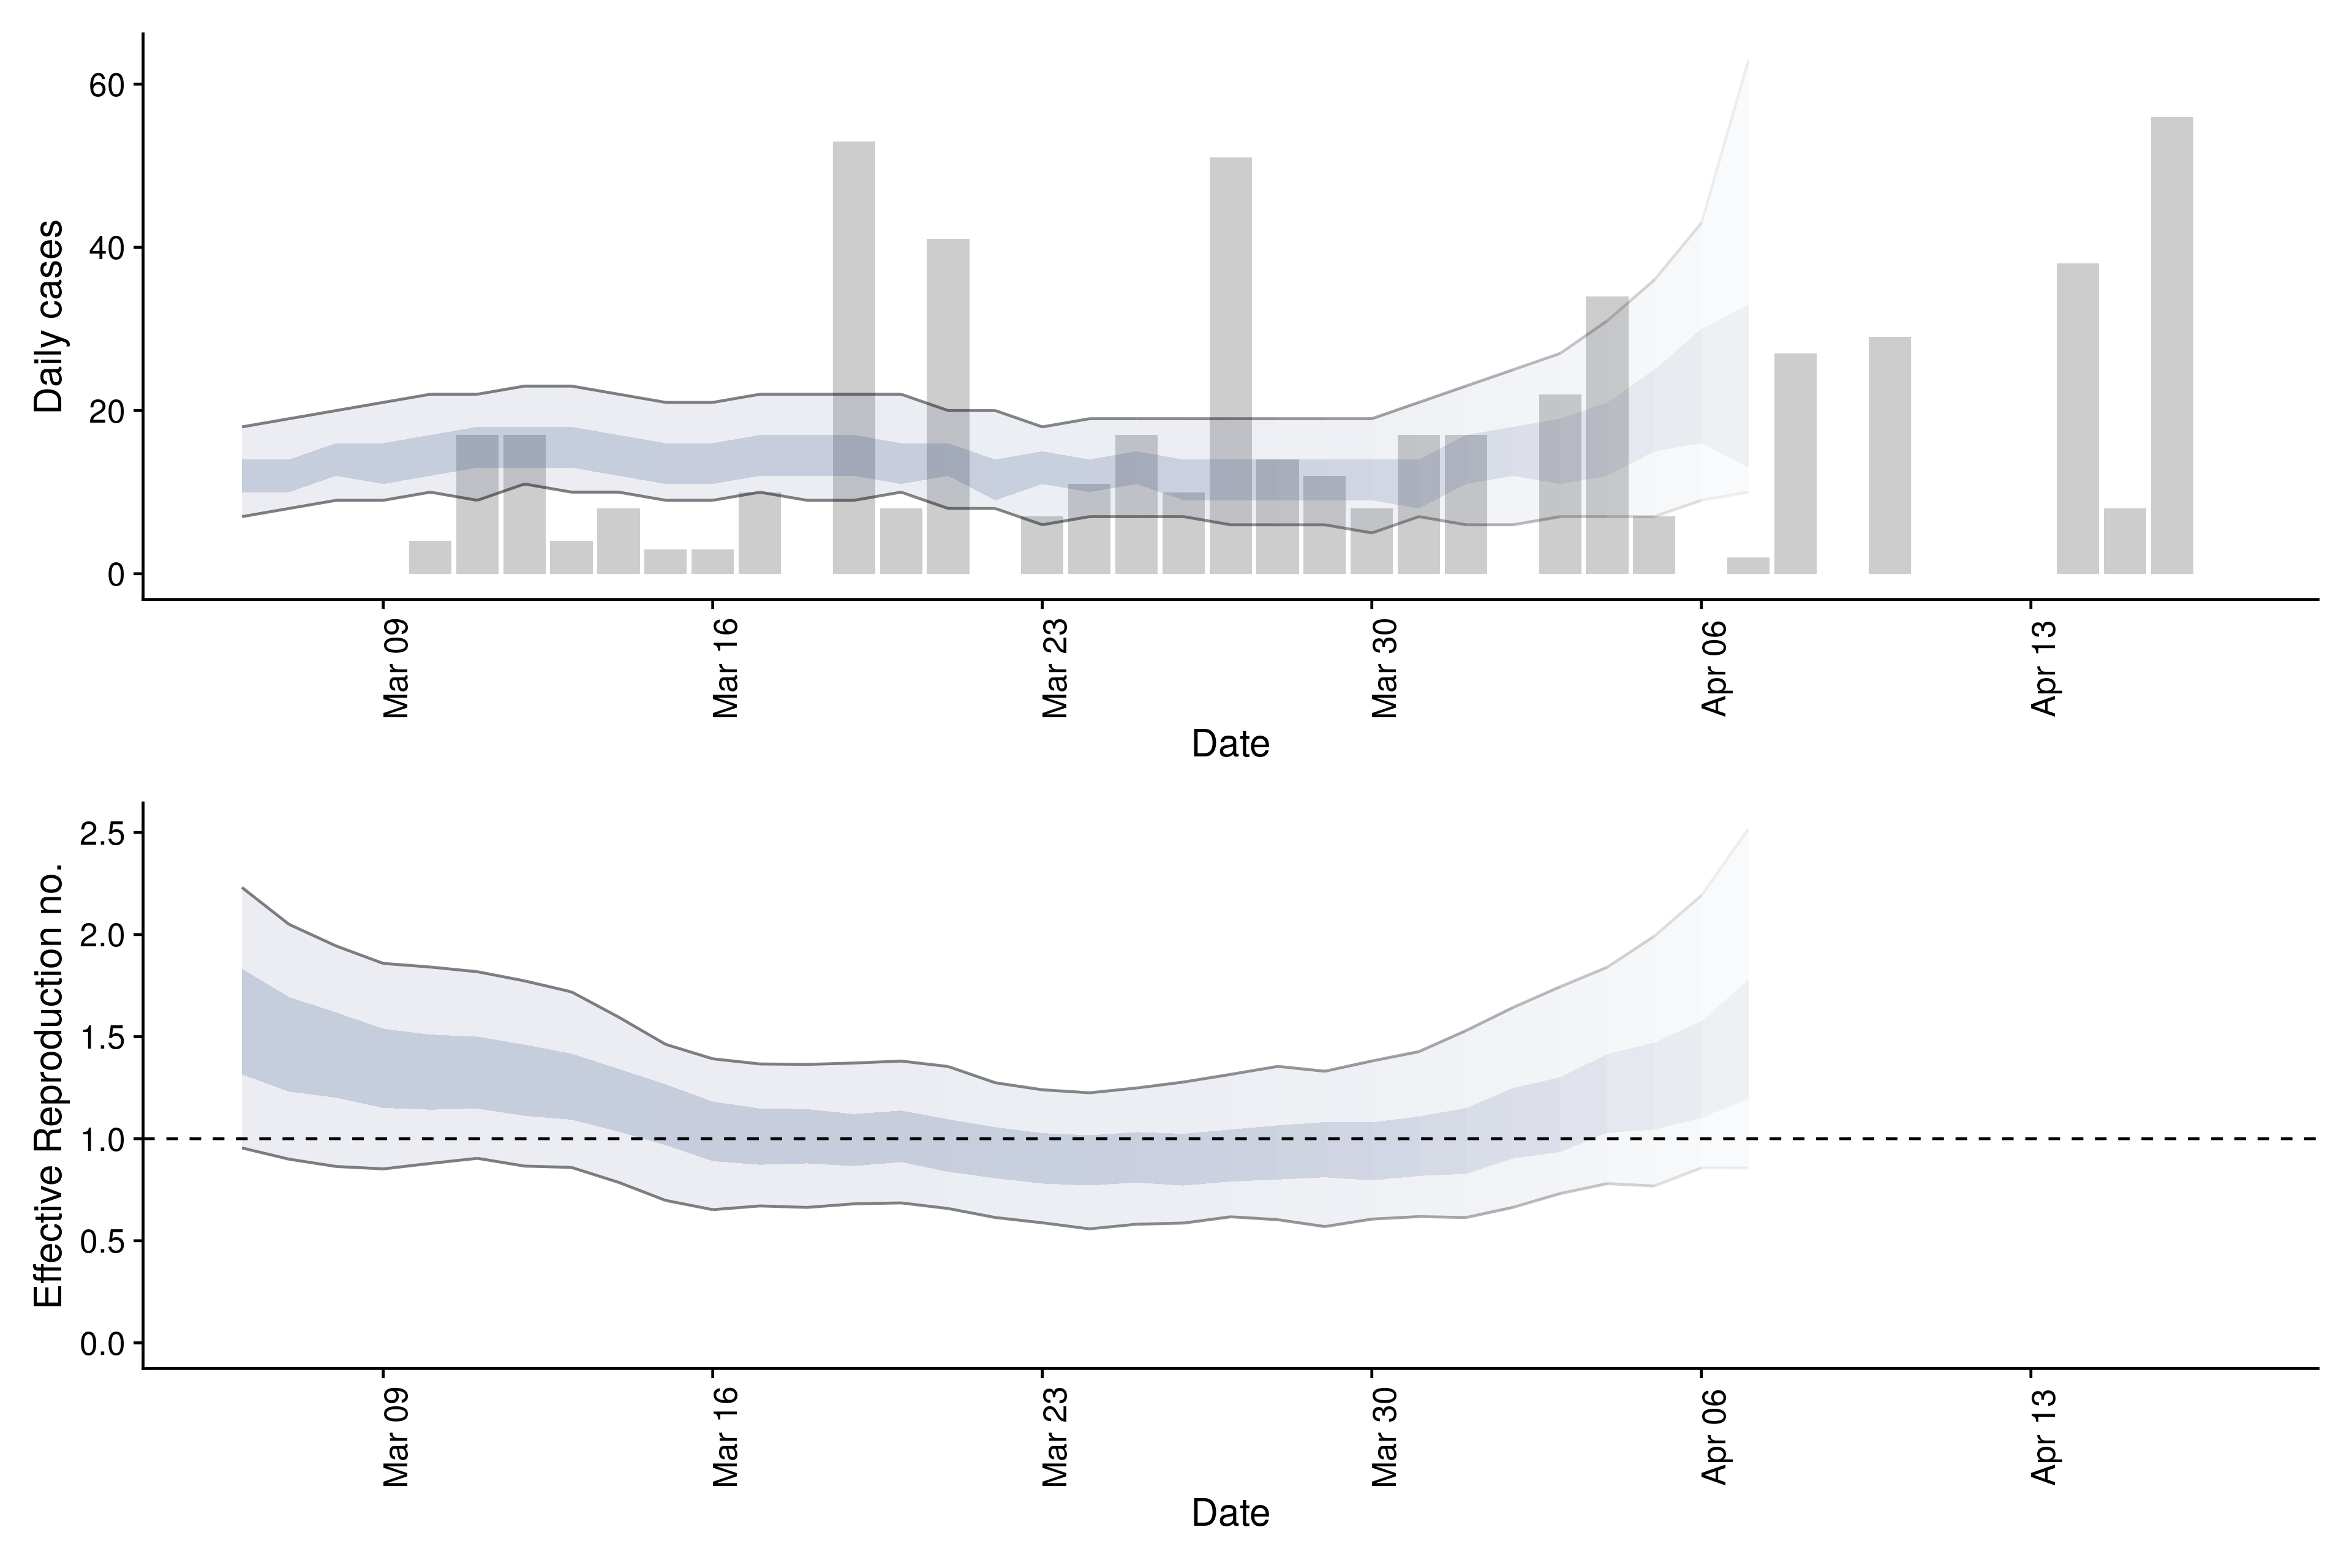 Daily cases
60
40
20
0
Mar 09
Mar 16
Mar 23
Mar 30
Apr 06
Apr 13
Date
Effective Reproduction no.
2.5
2.0
1.5
1.0
0.5
0.0
Mar 09
Mar 16
Mar 23
Mar 30
Apr 06
Apr 13
Date